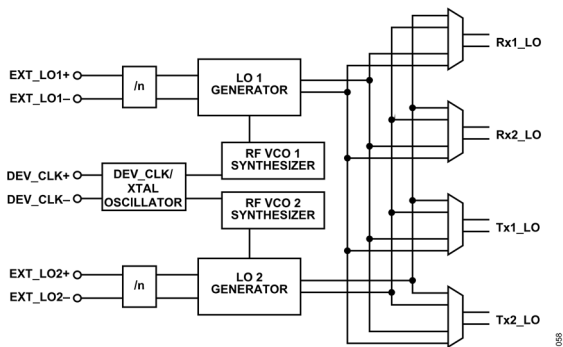 EXT_LO1+
EXT_LO1–
/n
LO 1
GENERATOR
Rx1_LO
Rx2_LO
RF VCO 1
SYNTHESIZER
DEV_CLK+
DEV_CLK–
DEV_CLK/
XTAL
OSCILLATOR
RF VCO 2
SYNTHESIZER
Tx1_LO
EXT_LO2+
EXT_LO2–
/n
LO 2
GENERATOR
Tx2_LO
058